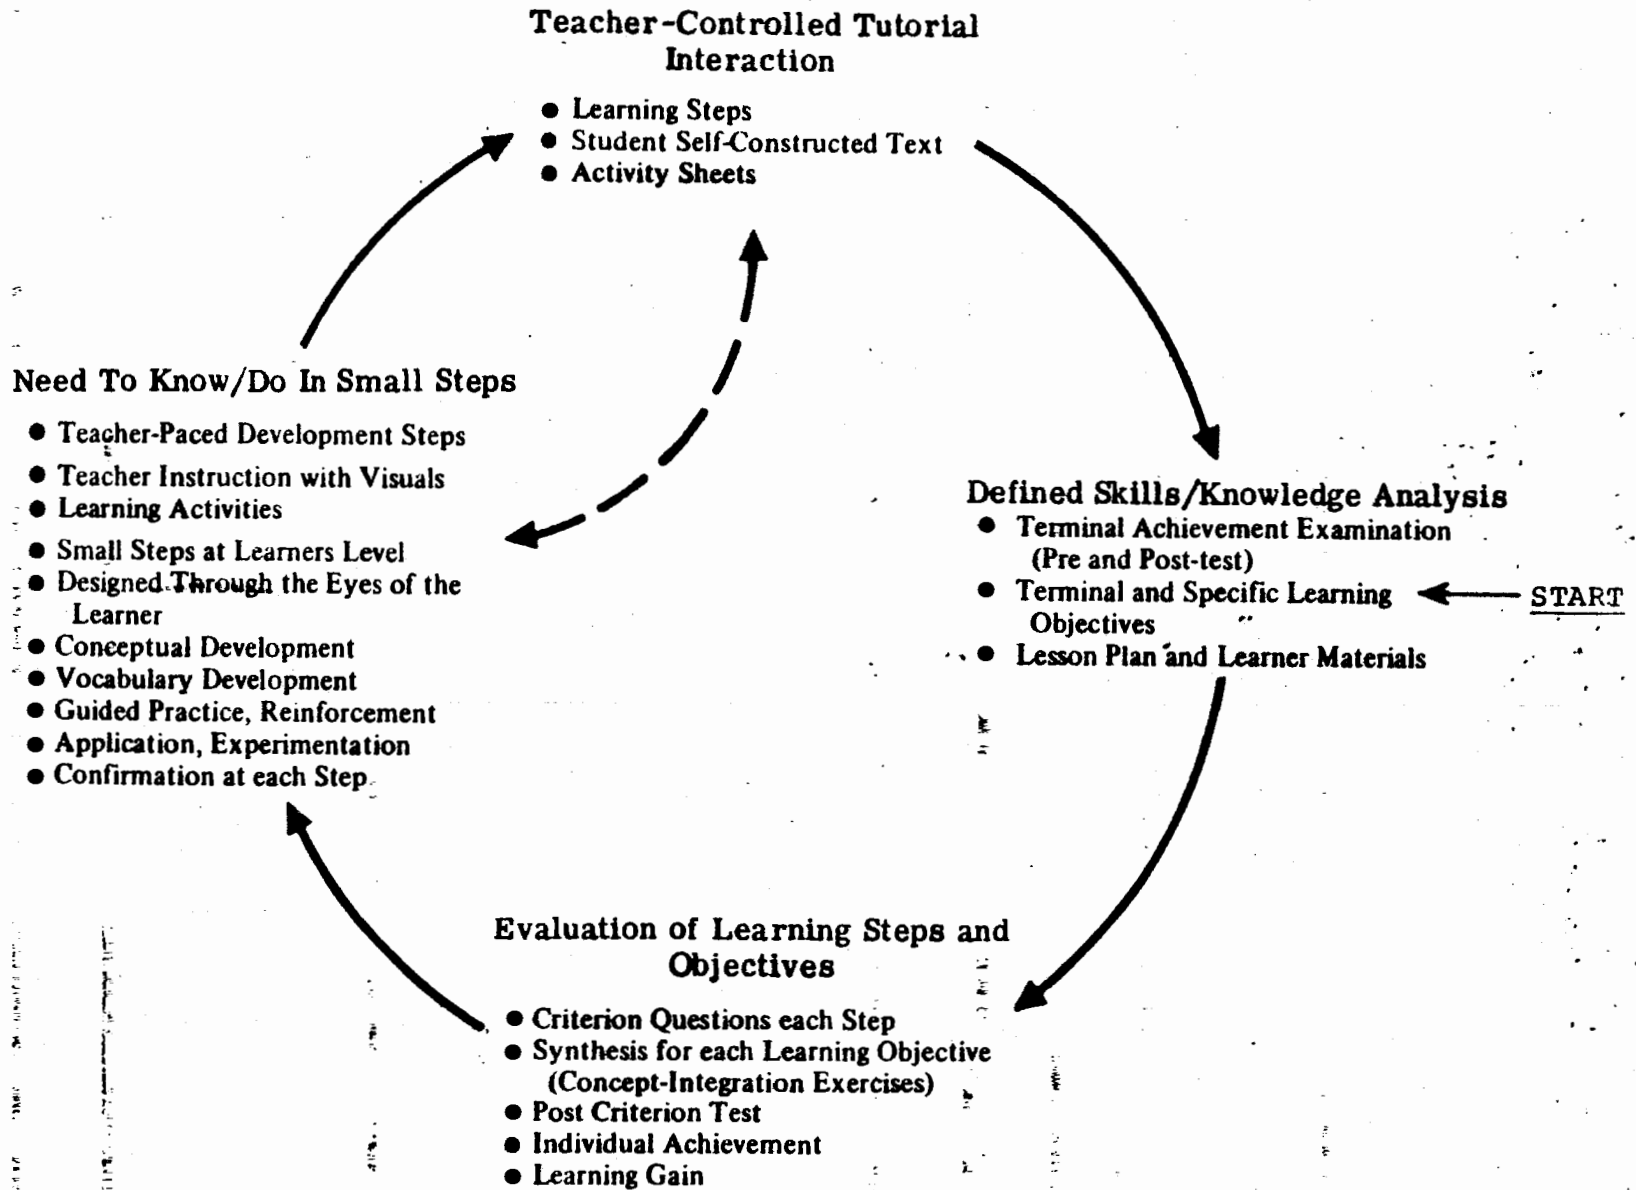 Teacher-Controlled Tutorial
Interaction
● Learning Steps
● Student Self-Constructed Text
● Activity Sheets
Need To Know/Do In Small Steps
● Teacher-Paced Development Steps
● Teacher Instruction with Visuals
● Learning Activities
● Small Steps at Learners Level
● Designed Through the Eyes of the
Learner
● Conceptual Development
● Vocabulary Development
● Guided Practice, Reinforcement
● Application, Experimentation
● Confirmation at each Step
Defined Skills/Knowledge Analysis
● Terminal Achievement Examination
(Pre and Post-test)
● Terminal and Specific Learning
Objectives
● Lesson Plan and Learner Materials
START
Evaluation of Learning Steps and
Objectives
● Criterion Questions each Step
● Synthesis for each Learning Objective
(Concept-Integration Exercises)
● Post Criterion Test
● Individual Achievement
● Learning Gain